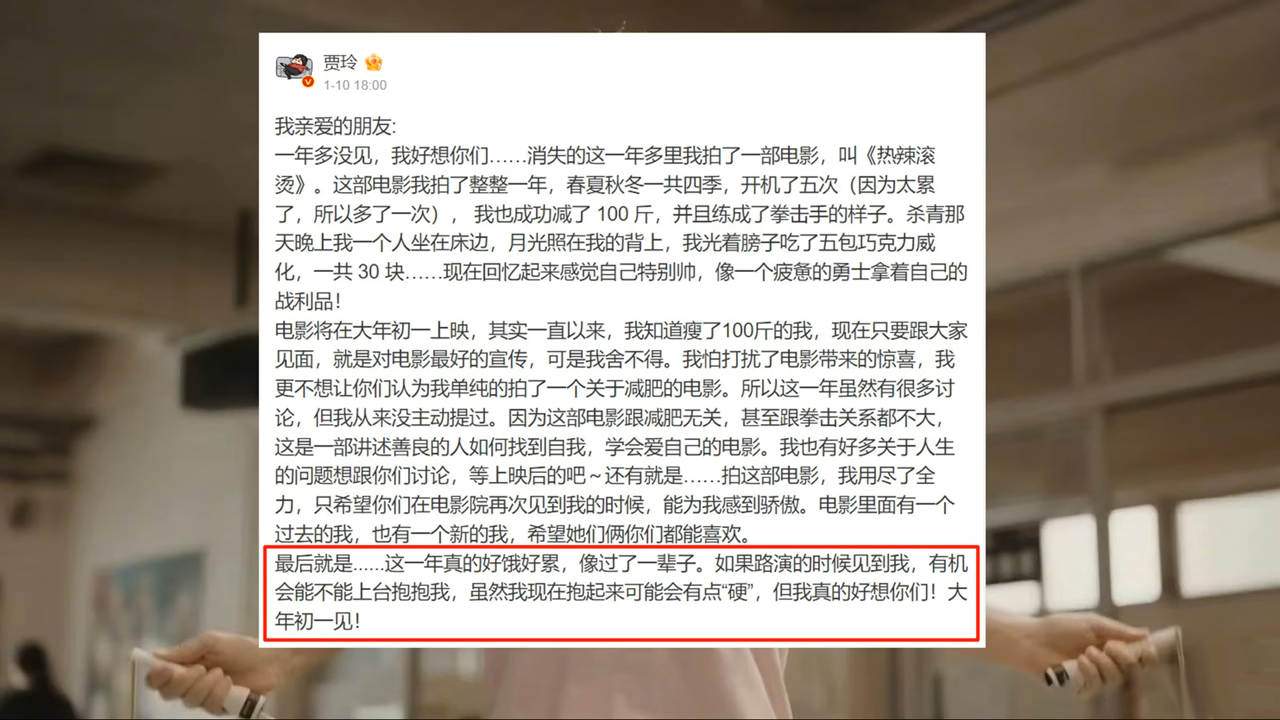 贾玲
1-10 18:00
我亲爱的朋友:
一年多没见，我好想你们……消失的这一年多里我拍了一部电影，叫《热辣滚
烫》。这部电影我拍了整整一年，春夏秋冬一共四季，开机了五次（因为太累
了，所以多了一次）， 我也成功减了 100 斤，并且练成了拳击手的样子。杀青那
天晚上我一个人坐在床边，月光照在我的背上，我光着膀子吃了五包巧克力威
化，一共 30 块……现在回忆起来感觉自己特别帅，像一个疲惫的勇士拿着自己的
战利品！
电影将在大年初一上映，其实一直以来，我知道瘦了100斤的我，现在只要跟大家
见面，就是对电影最好的宣传，可是我舍不得。我怕打扰了电影带来的惊喜，我
更不想让你们认为我单纯的拍了一个关于减肥的电影。所以这一年虽然有很多讨
论，但我从来没主动提过。因为这部电影跟减肥无关，甚至跟拳击关系都不大，
这是一部讲述善良的人如何找到自我，学会爱自己的电影。我也有好多关于人生
的问题想跟你们讨论，等上映后的吧～还有就是……拍这部电影，我用尽了全
力，只希望你们在电影院再次见到我的时候，能为我感到骄傲。电影里面有一个
过去的我，也有一个新的我，希望她们俩你们都能喜欢。
最后就是......这一年真的好饿好累，像过了一辈子。如果路演的时候见到我，有机
会能不能上台抱抱我，虽然我现在抱起来可能会有点“硬”，但我真的好想你们！大
年初一见！